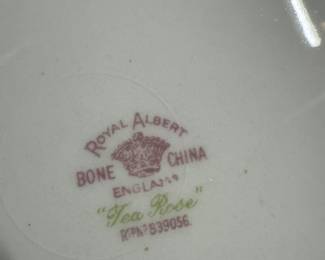 ROYAL ALBERT
BONE CHINA
ENGLAND
"Tea Rose"
Rᴰ Nº 839056